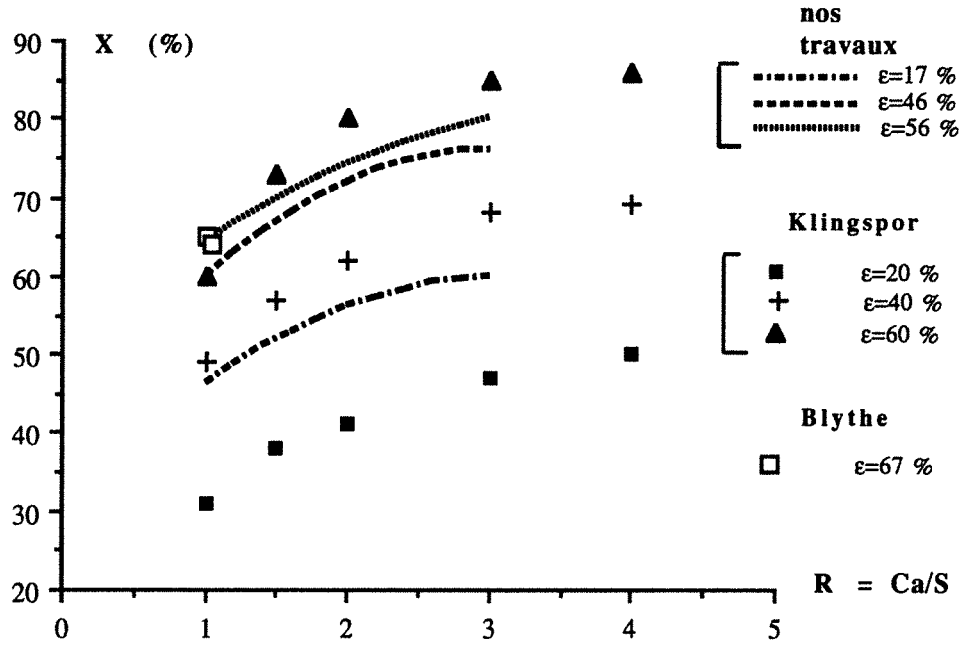 nos
travaux
ε=17 %
ε=46 %
ε=56 %
Klingspor
ε=20 %
ε=40 %
ε=60 %
Blythe
ε=67 %
X (%)
90
80
70
60
50
40
30
20
0 1 2 3 4 5
R = Ca/S